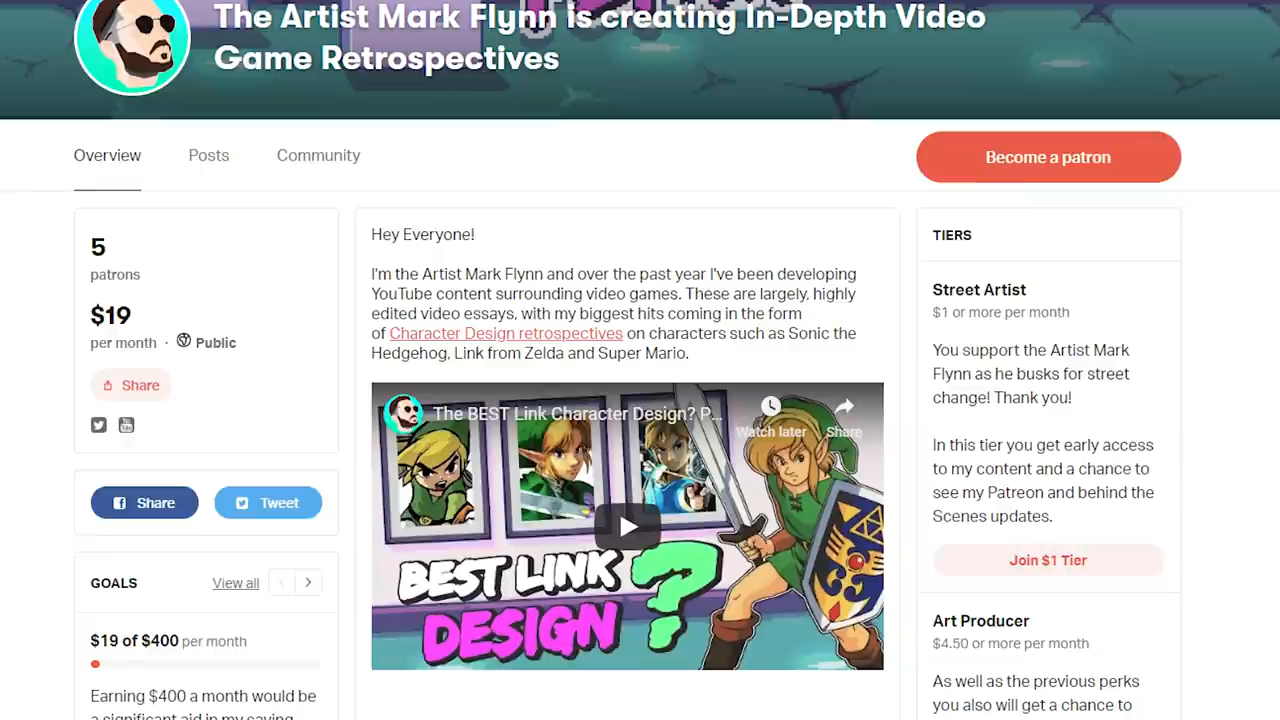 The Artist Mark Flynn is creating In-Depth Video
Game Retrospectives
Overview
Posts
Community
Become a patron
5
patrons
$19
per month · Public
Share
Share
Tweet
GOALS
View all
$19 of $400 per month
Earning $400 a month would be
a significant aid in my saving
Hey Everyone!
I'm the Artist Mark Flynn and over the past year I've been developing
YouTube content surrounding video games. These are largely, highly
edited video essays, with my biggest hits coming in the form
of Character Design retrospectives on characters such as Sonic the
Hedgehog, Link from Zelda and Super Mario.
The BEST Link Character Design? P...
Watch later
Share
BEST LINK
DESIGN?
TIERS
Street Artist
$1 or more per month
You support the Artist Mark
Flynn as he busks for street
change! Thank you!
In this tier you get early access
to my content and a chance to
see my Patreon and behind the
Scenes updates.
Join $1 Tier
Art Producer
$4.50 or more per month
As well as the previous perks
you also will get a chance to